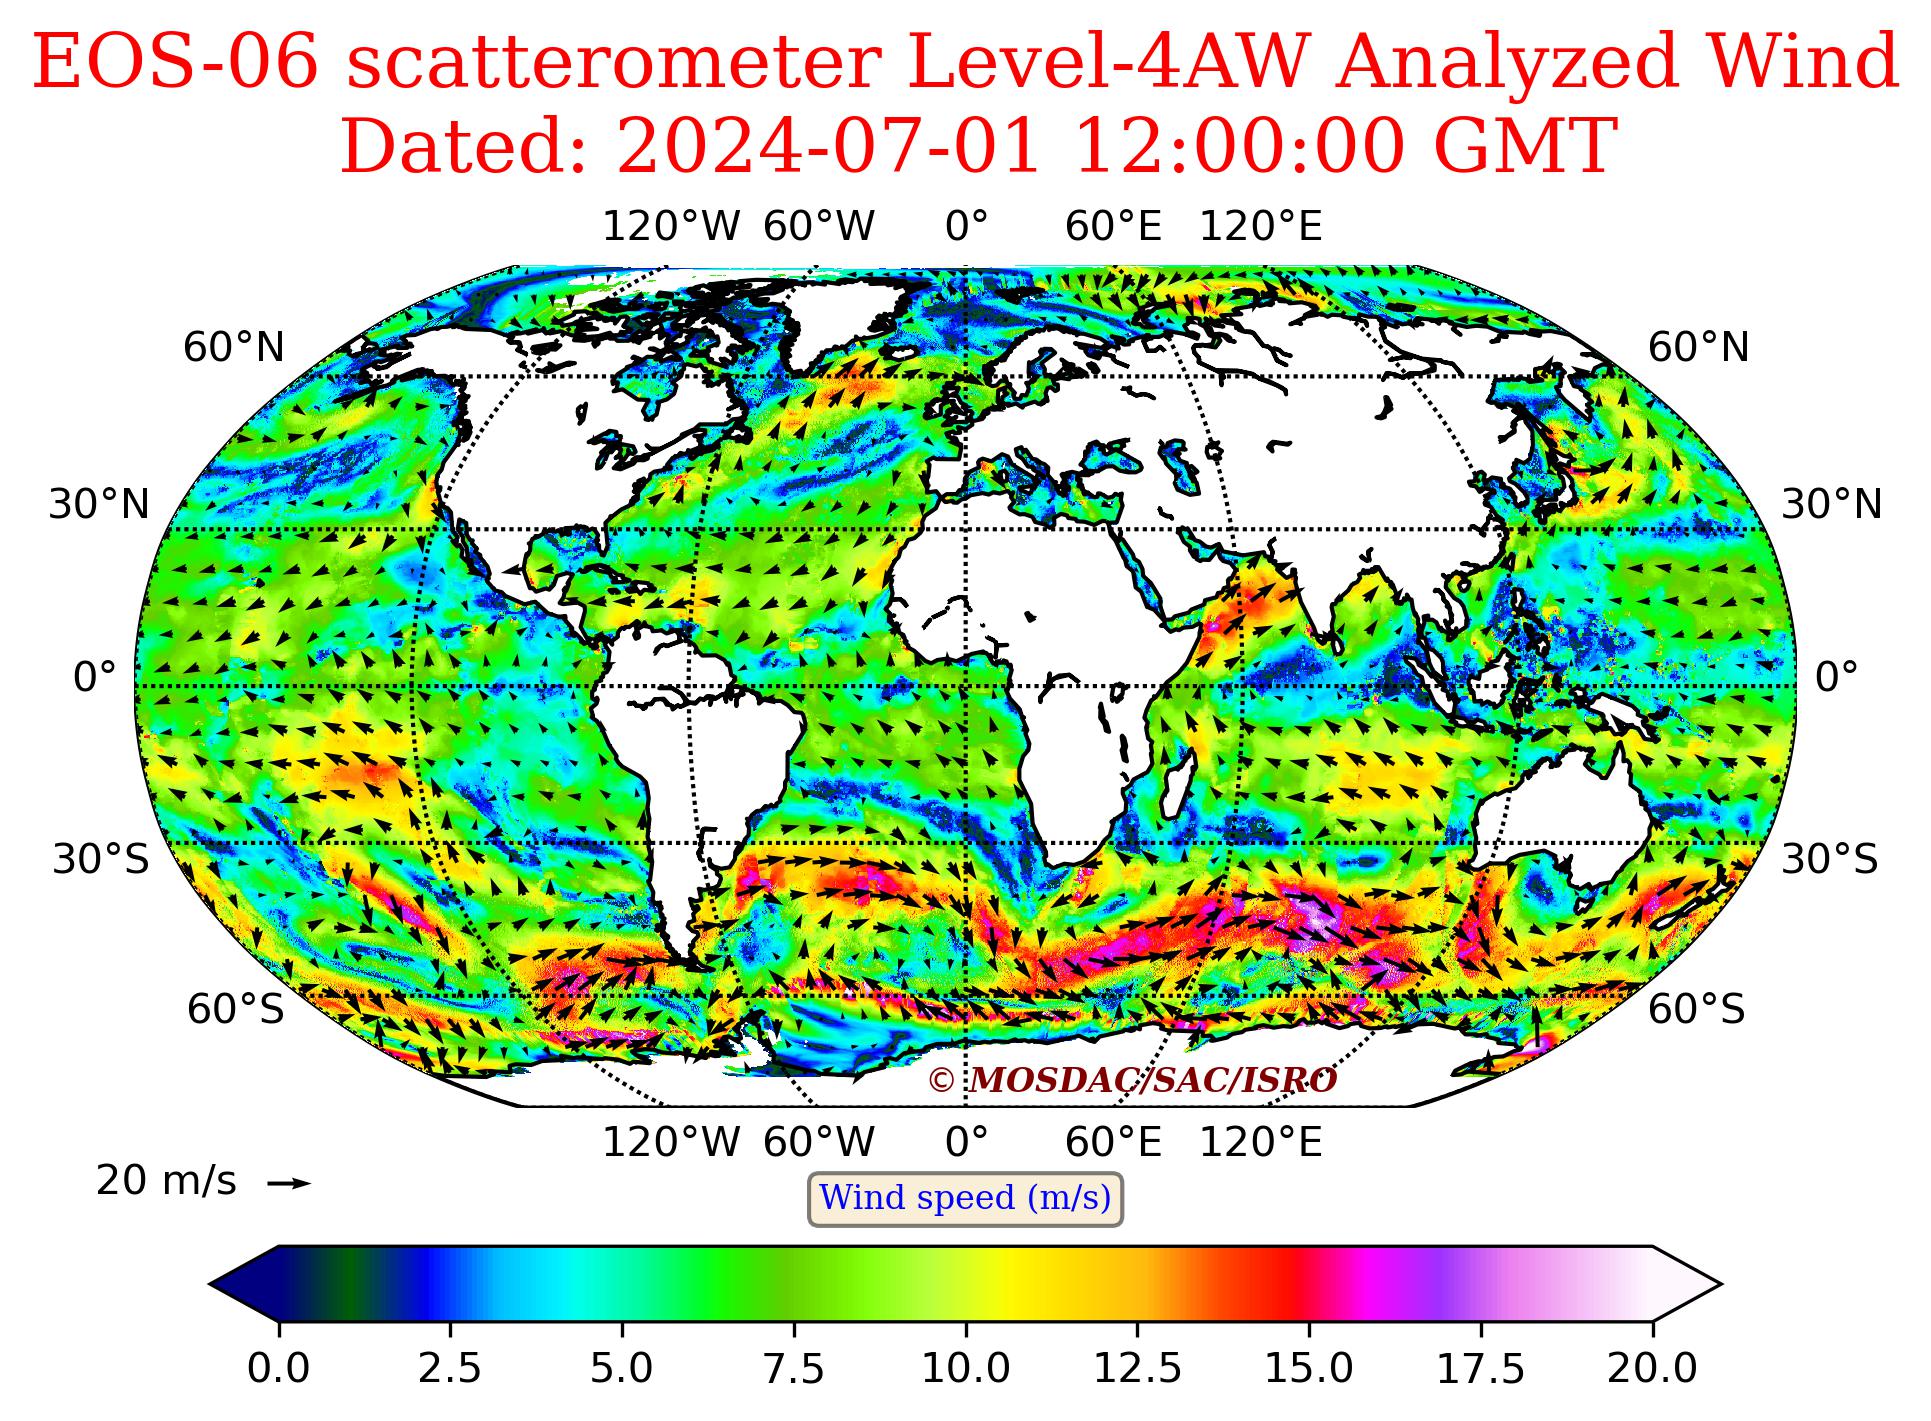 EOS-06 scatterometer Level-4AW Analyzed Wind
Dated: 2024-07-01 12:00:00 GMT
120°W 60°W 0° 60°E 120°E
60°N 60°N
30°N 30°N
0° 0°
30°S 30°S
60°S 60°S
© MOSDAC/SAC/ISRO
120°W 60°W 0° 60°E 120°E
20 m/s
Wind speed (m/s)
0.0 2.5 5.0 7.5 10.0 12.5 15.0 17.5 20.0